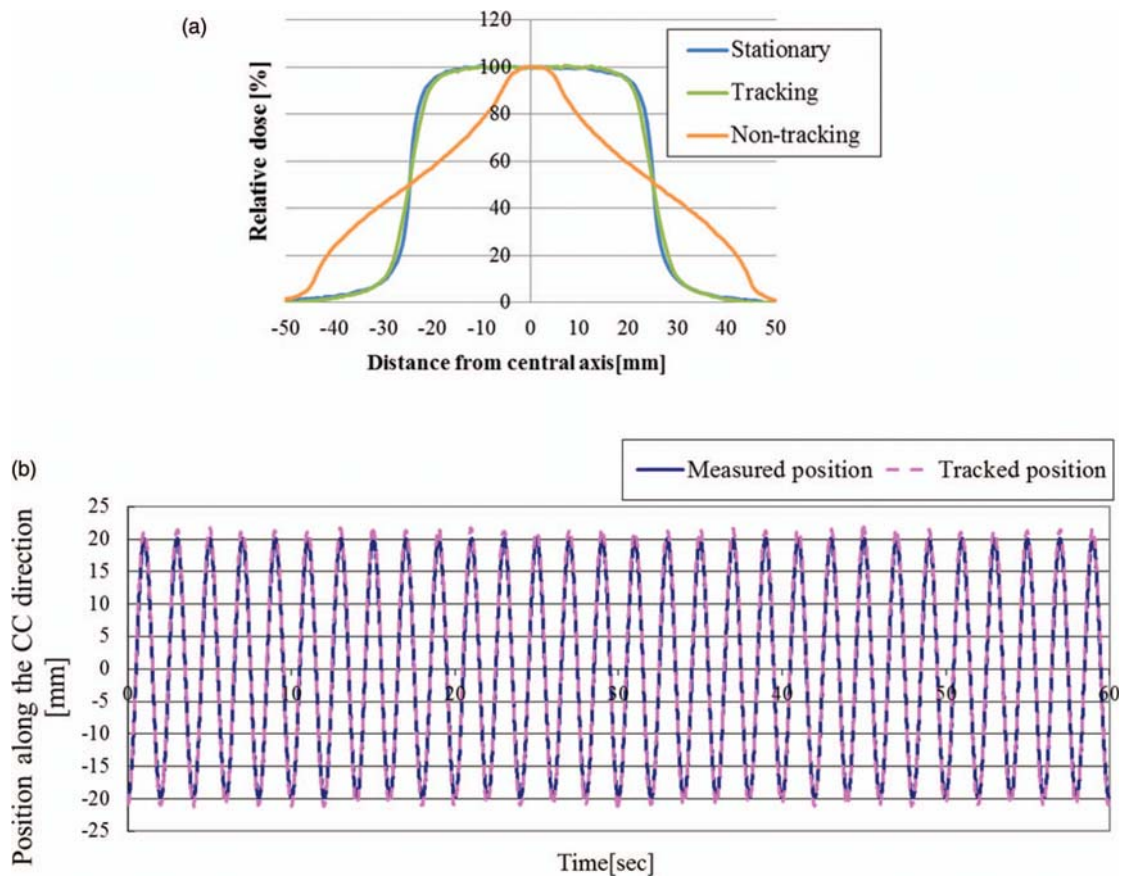 (a)
Relative dose [%]
120
100
80
60
40
20
0
Stationary
Tracking
Non-tracking
-50 -40 -30 -20 -10 0 10 20 30 40 50
Distance from central axis[mm]
(b)
Measured position Tracked position
Position along the CC direction
[mm]
25
20
15
10
5
0
-5
-10
-15
-20
-25
0 10 20 30 40 50 60
Time[sec]